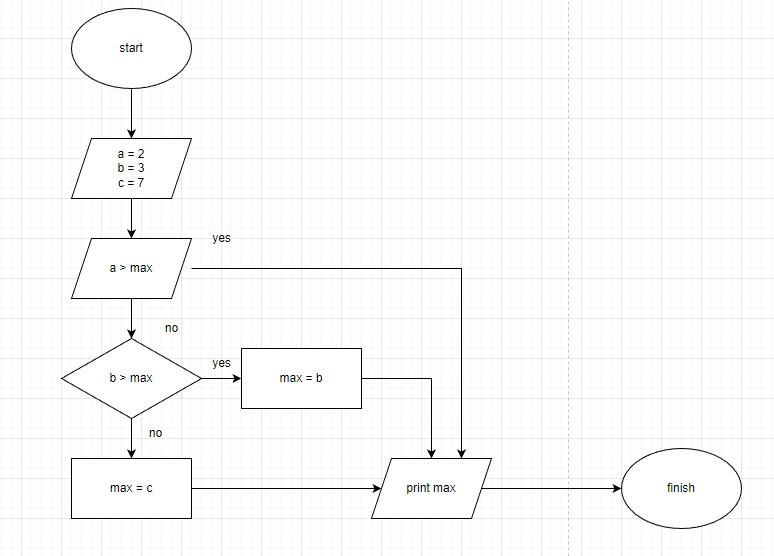 start
a = 2
b = 3
c = 7
yes
a > max
no
yes
b > max
max = b
no
max = c
print max
finish